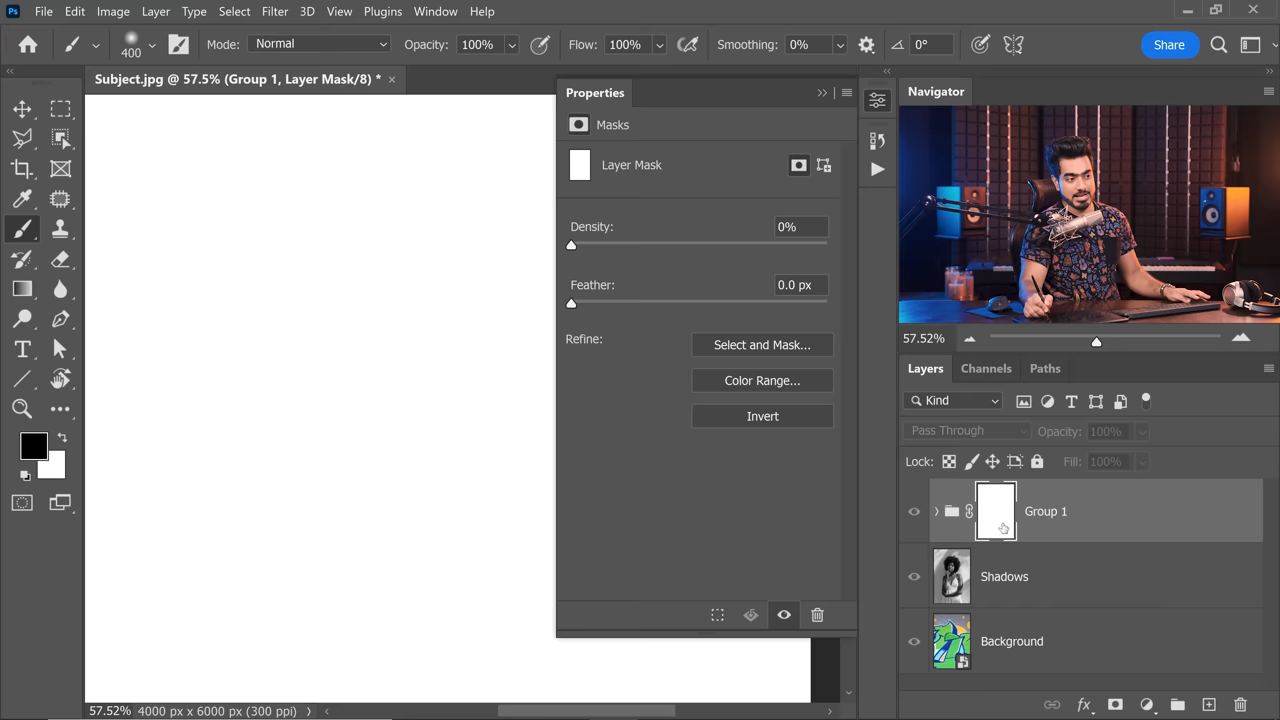 Ps File Edit Image Layer Type Select Filter 3D View Plugins Window Help
400 Mode: Normal Opacity: 100% Flow: 100% Smoothing: 0% 0° Share
Subject.jpg @ 57.5% (Group 1, Layer Mask/8) *
Properties
Masks
Layer Mask
Density: 0%
Feather: 0.0 px
Refine:
Select and Mask...
Color Range...
Invert
Navigator
57.52%
Layers Channels Paths
Kind
Pass Through Opacity: 100%
Lock: Fill: 100%
Group 1
Shadows
Background
fx
57.52% 4000 px x 6000 px (300 ppi)